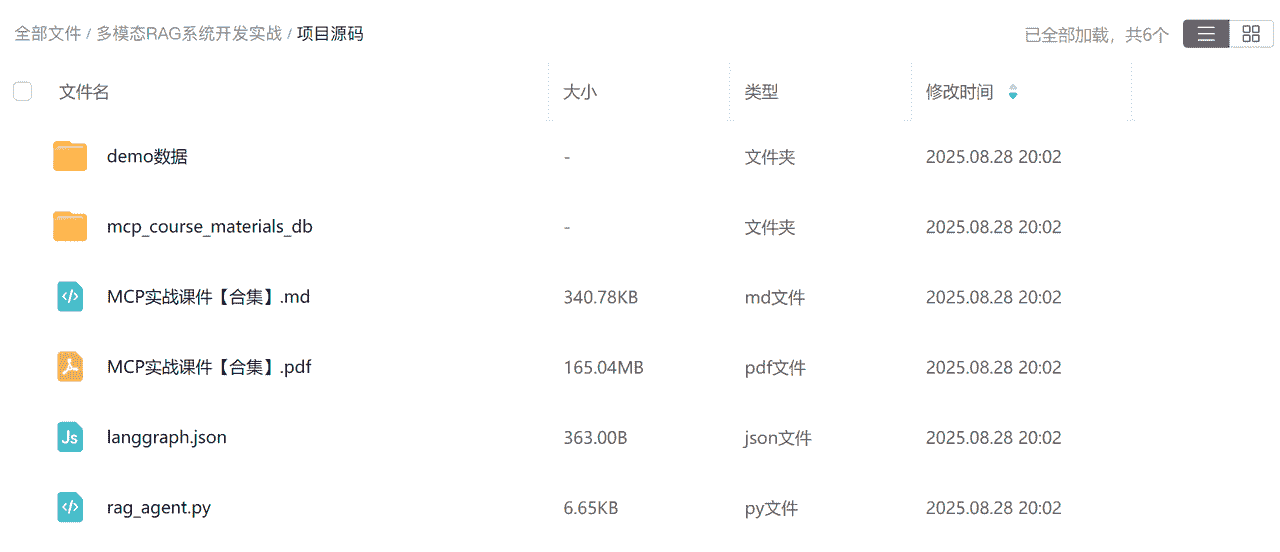 全部文件 / 多模态RAG系统开发实战 / 项目源码 已全部加载，共6个
文件名 大小 类型 修改时间
demo数据 - 文件夹 2025.08.28 20:02
mcp_course_materials_db - 文件夹 2025.08.28 20:02
MCP实战课件【合集】.md 340.78KB md文件 2025.08.28 20:02
MCP实战课件【合集】.pdf 165.04MB pdf文件 2025.08.28 20:02
Js langgraph.json 363.00B json文件 2025.08.28 20:02
rag_agent.py 6.65KB py文件 2025.08.28 20:02